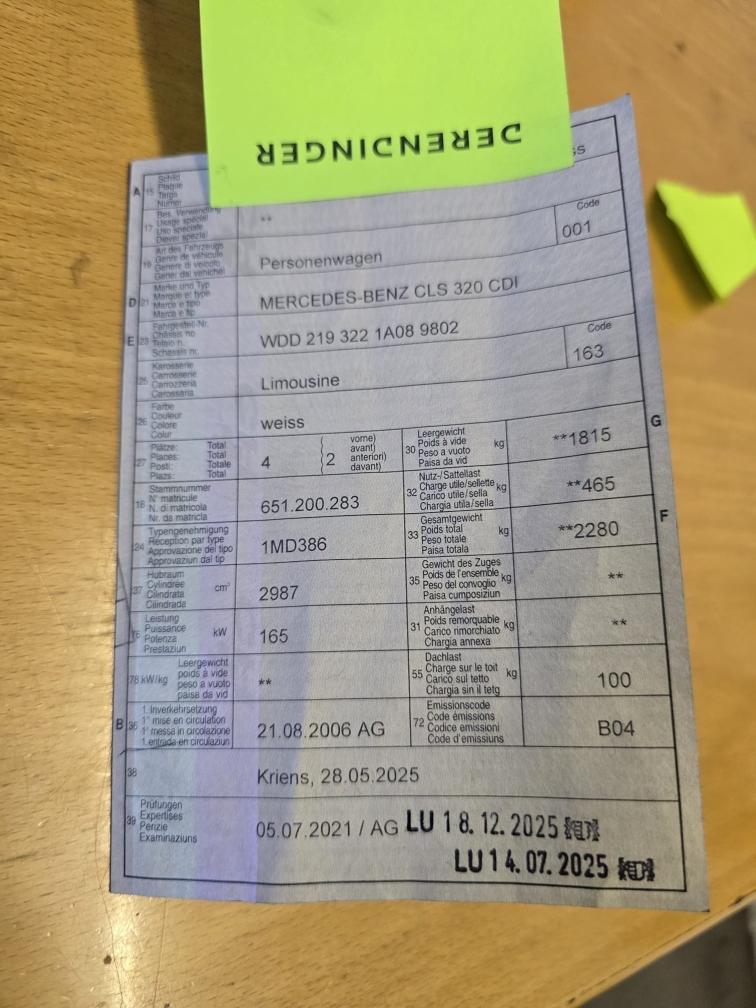 DERENDINGER
ss
A 15 Schild
Plaque
Targa
Numer
17 Bes. Verwendung
Usage spécial
Uso speciale
Diever spezial
**
19 Art des Fahrzeugs
Genre de véhicule
Genere di veicolo
Gener dal vehichel
Personenwagen
Code
001
D 21 Marke und Typ
Marque et type
Marca e tipo
Marca e tip
MERCEDES-BENZ CLS 320 CDI
E 23 Fahrgestell-Nr.
Châssis no
Telaio n.
Schassis nr.
WDD 219 322 1A08 9802
25 Karosserie
Carrosserie
Carrozzeria
Carossaria
Limousine
Code
163
26 Farbe
Couleur
Colore
Colur
weiss
27 Plätze: Total
Places: Total
Posti: Totale
Plazs: Total
4
2 vorne)
avant)
anteriori)
davant)
30 Leergewicht
Poids à vide kg
Peso a vuoto
Paisa da vid
**1815
G
18 Stammnummer
N° matricule
N. di matricola
Nr. da matricla
651.200.283
32 Nutz-/Sattellast
Charge utile/sellette kg
Carico utile/sella
Chargia utila/sella
**465
24 Typengenehmigung
Réception par type
Approvazione del tipo
Approvaziun dal tip
1MD386
33 Gesamtgewicht
Poids total kg
Peso totale
Paisa totala
**2280
F
37 Hubraum
Cylindrée cm³
Cilindrata
Cilindrada
2987
35 Gewicht des Zuges
Poids de l'ensemble kg
Peso del convoglio
Paisa cumposiziun
**
76 Leistung
Puissance kW
Potenza
Prestaziun
165
31 Anhängelast
Poids remorquable kg
Carico rimorchiato
Chargia annexa
**
78 kW/kg Leergewicht
poids à vide
peso a vuoto
paisa da vid
**
55 Dachlast
Charge sur le toit kg
Carico sul tetto
Chargia sin il tetg
100
B 36 1. Inverkehrsetzung
1re mise en circulation
1a messa in circolazione
1. entrada en circulaziun
21.08.2006 AG
72 Emissionscode
Code émissions
Codice emissioni
Code d'emissiuns
B04
38
Kriens, 28.05.2025
39 Prüfungen
Expertises
Perizie
Examinaziuns
05.07.2021 / AG LU 18. 12. 2025
LU 14. 07. 2025